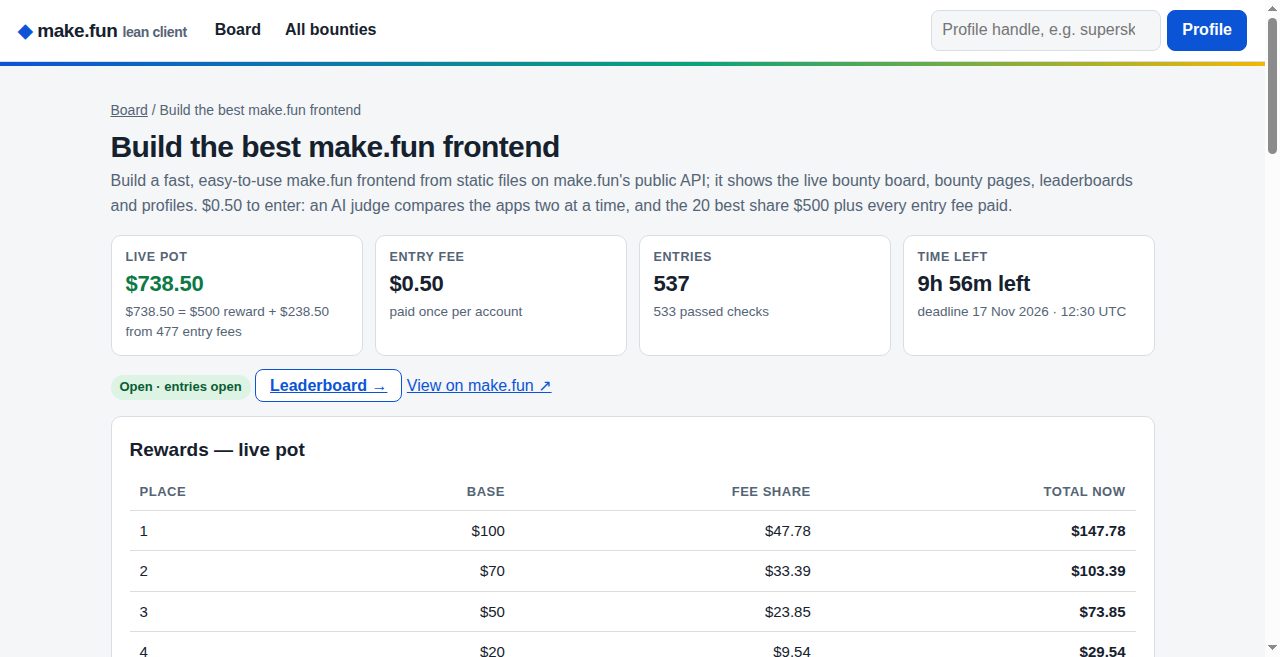 ◆ make.fun lean client Board All bounties Profile handle, e.g. supersk Profile
Board / Build the best make.fun frontend
Build the best make.fun frontend
Build a fast, easy-to-use make.fun frontend from static files on make.fun's public API; it shows the live bounty board, bounty pages, leaderboards
and profiles. $0.50 to enter: an AI judge compares the apps two at a time, and the 20 best share $500 plus every entry fee paid.
LIVE POT
$738.50
$738.50 = $500 reward + $238.50
from 477 entry fees
ENTRY FEE
$0.50
paid once per account
ENTRIES
537
533 passed checks
TIME LEFT
9h 56m left
deadline 17 Nov 2026 · 12:30 UTC
Open · entries open Leaderboard → View on make.fun ↗
Rewards — live pot
PLACE BASE FEE SHARE TOTAL NOW
1 $100 $47.78 $147.78
2 $70 $33.39 $103.39
3 $50 $23.85 $73.85
4 $20 $9.54 $29.54